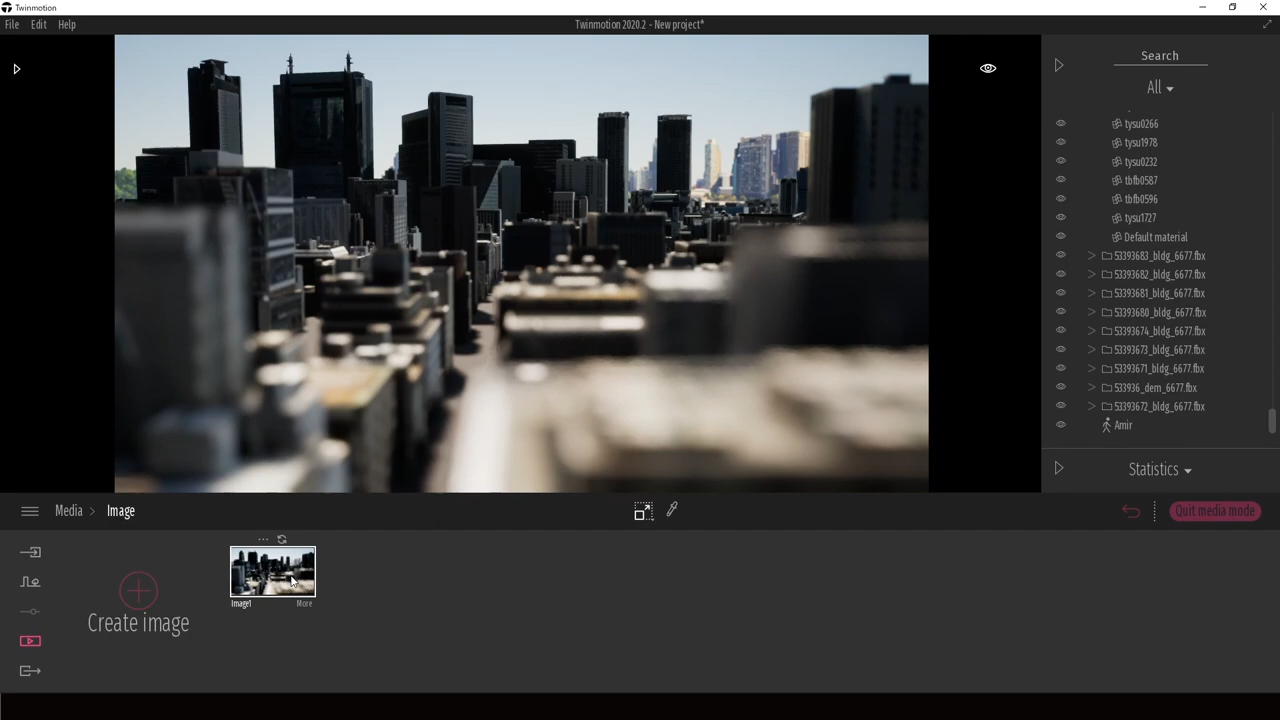 Twinmotion
File Edit Help
Twinmotion 2020.2 - New project*
Search
All
tysu0266
tysu1978
tysu0232
tbfb0587
tbfb0596
tysu1727
Default material
53393683_bldg_6677.fbx
53393682_bldg_6677.fbx
53393681_bldg_6677.fbx
53393680_bldg_6677.fbx
53393674_bldg_6677.fbx
53393673_bldg_6677.fbx
53393671_bldg_6677.fbx
533936_dem_6677.fbx
53393672_bldg_6677.fbx
Amir
Statistics
Media > Image
Quit media mode
Create image
Image1 More